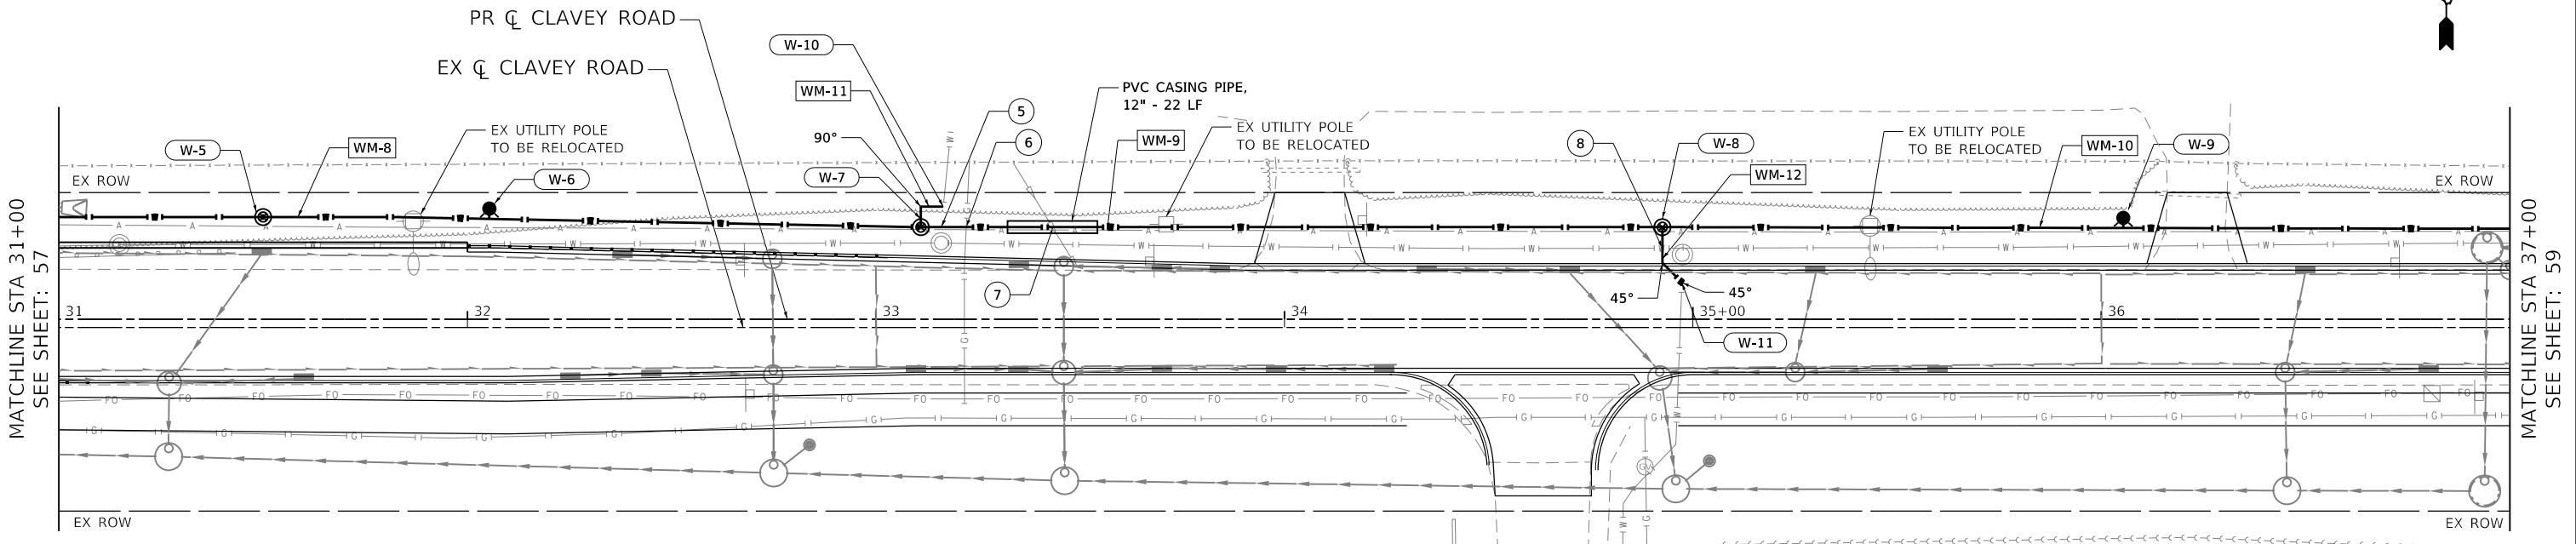 PR ℄ CLAVEY ROAD
EX ℄ CLAVEY ROAD
W-10
WM-11
90°
W-7
5
6
PVC CASING PIPE,
12" - 22 LF
WM-9
EX UTILITY POLE
TO BE RELOCATED
W-5
WM-8
EX UTILITY POLE
TO BE RELOCATED
W-6
8
W-8
WM-12
EX UTILITY POLE
TO BE RELOCATED
WM-10
W-9
EX ROW
EX ROW
MATCHLINE STA 31+00
SEE SHEET: 57
MATCHLINE STA 37+00
SEE SHEET: 59
7
45°
45°
W-11
31
32
33
34
35+00
36
EX ROW
EX ROW